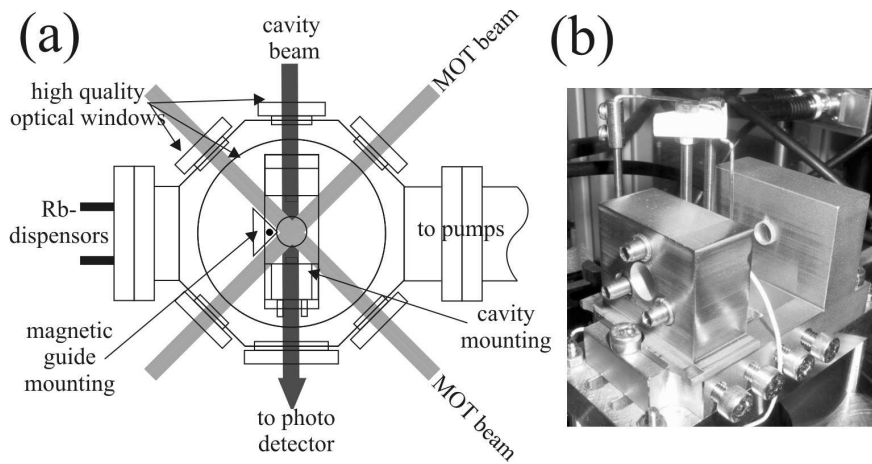 (a)
cavity
beam
MOT beam
high quality
optical windows
Rb-
dispensors
to pumps
magnetic
guide
mounting
cavity
mounting
to photo
detector
MOT beam
(b)